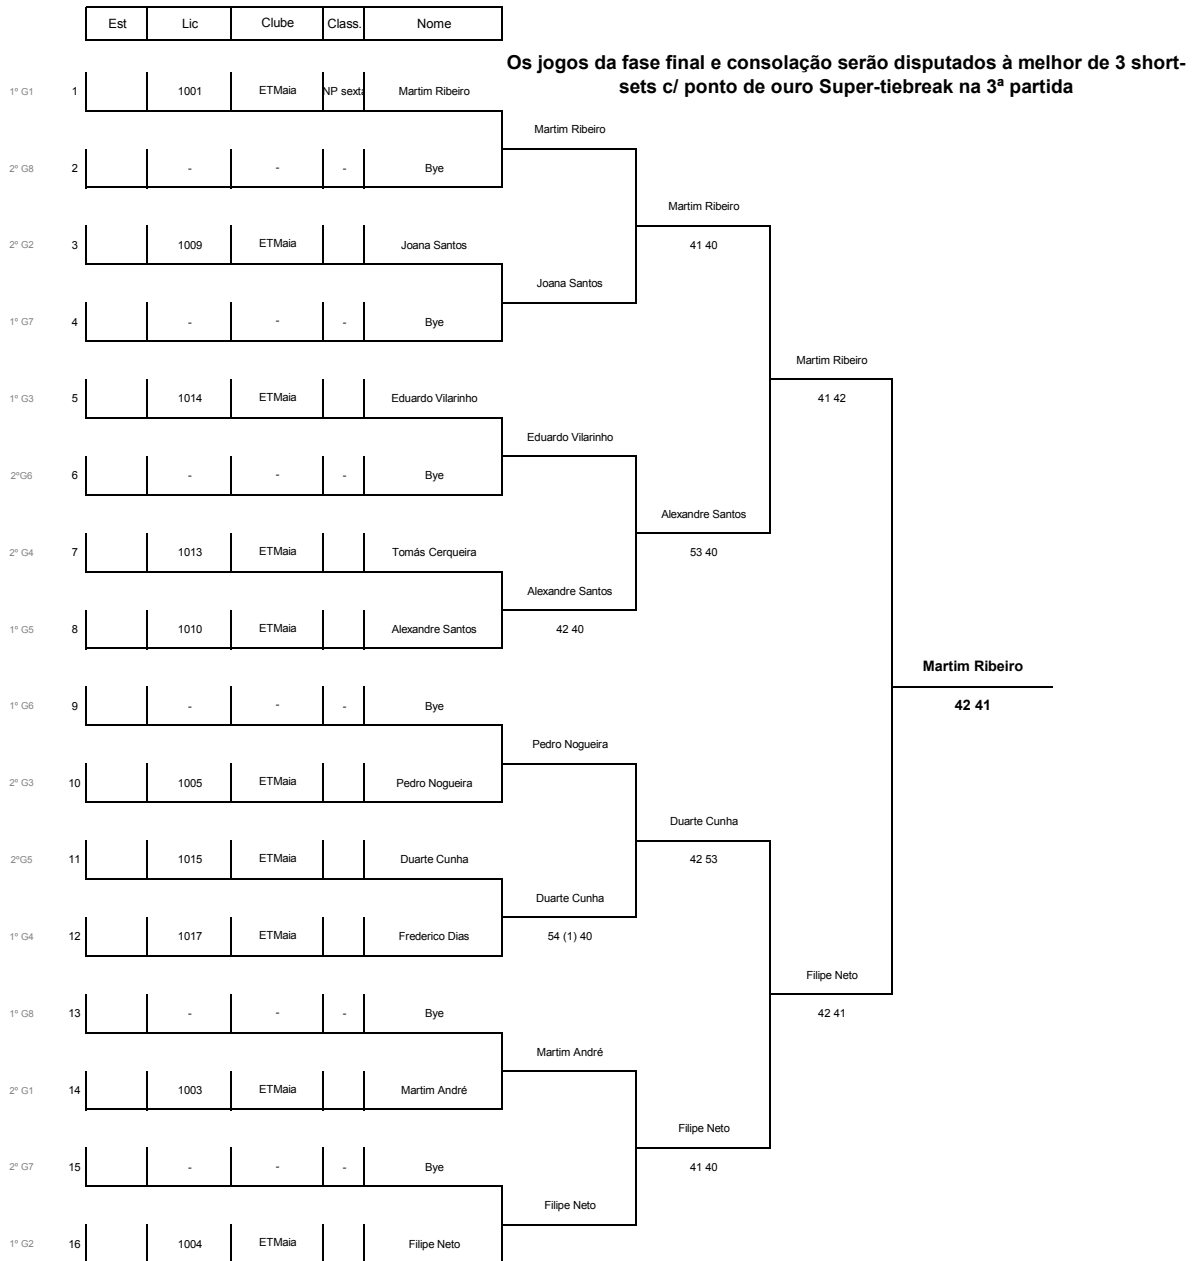 Est Lic Clube Class. Nome
Os jogos da fase final e consolação serão disputados à melhor de 3 short-
sets c/ ponto de ouro Super-tiebreak na 3ª partida
1º G1 1 1001 ETMaia NP sexta Martim Ribeiro
Martim Ribeiro
2º G8 2 - - - Bye
Martim Ribeiro
2º G2 3 1009 ETMaia Joana Santos 41 40
Joana Santos
1º G7 4 - - - Bye
Martim Ribeiro
1º G3 5 1014 ETMaia Eduardo Vilarinho 41 42
Eduardo Vilarinho
2ºG6 6 - - - Bye
Alexandre Santos
2º G4 7 1013 ETMaia Tomás Cerqueira 53 40
Alexandre Santos
1º G5 8 1010 ETMaia Alexandre Santos 42 40
Martim Ribeiro
1º G6 9 - - - Bye 42 41
Pedro Nogueira
2º G3 10 1005 ETMaia Pedro Nogueira
Duarte Cunha
2ºG5 11 1015 ETMaia Duarte Cunha 42 53
Duarte Cunha
1º G4 12 1017 ETMaia Frederico Dias 54 (1) 40
Filipe Neto
1º G8 13 - - - Bye 42 41
Martim André
2º G1 14 1003 ETMaia Martim André
Filipe Neto
2º G7 15 - - - Bye 41 40
Filipe Neto
1º G2 16 1004 ETMaia Filipe Neto